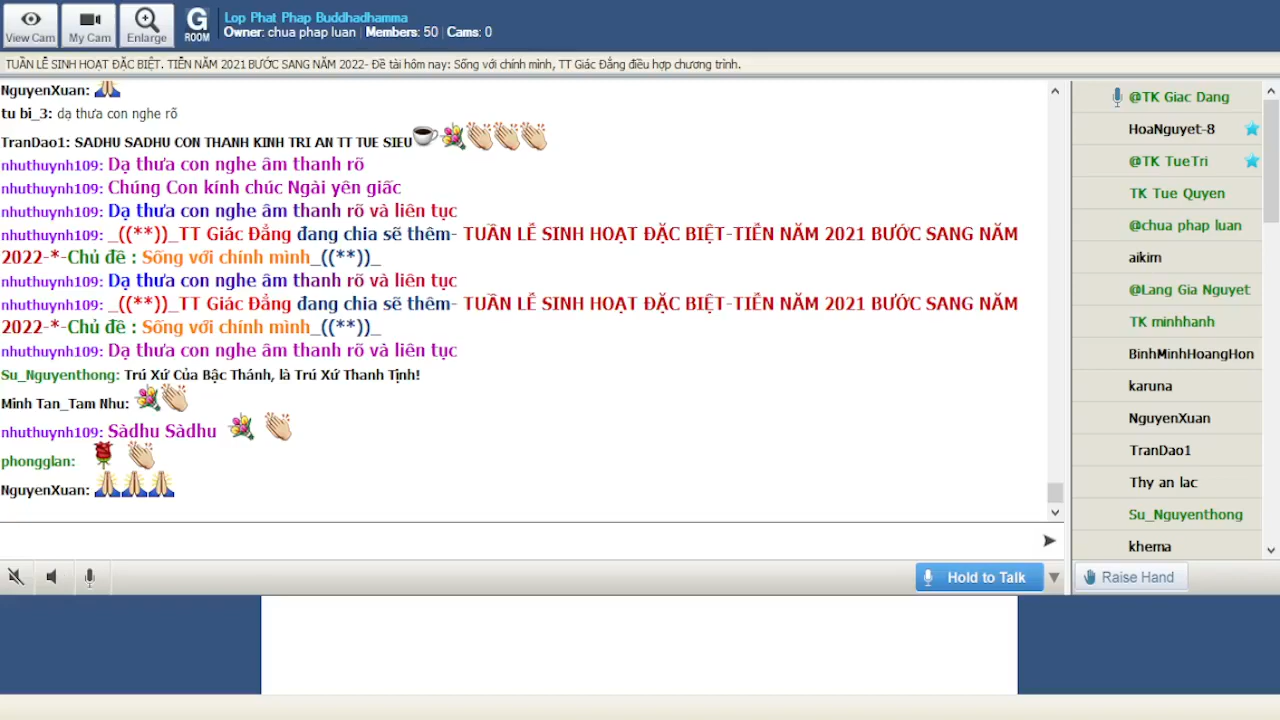 View Cam
My Cam
Enlarge
G
ROOM
Lop Phat Phap Buddhadhamma
Owner: chua phap luan | Members: 50 | Cams: 0
TUẦN LỄ SINH HOẠT ĐẶC BIỆT. TIỄN NĂM 2021 BƯỚC SANG NĂM 2022- Đề tài hôm nay: Sống với chính mình, TT Giác Đẳng điều hợp chương trình.
NguyenXuan:
tu bi_3: dạ thưa con nghe rõ
TranDao1: SADHU SADHU CON THANH KINH TRI AN TT TUE SIEU
nhuthuynh109: Dạ thưa con nghe âm thanh rõ
nhuthuynh109: Chúng Con kính chúc Ngài yên giấc
nhuthuynh109: Dạ thưa con nghe âm thanh rõ và liên tục
nhuthuynh109: _((**))_TT Giác Đẳng đang chia sẽ thêm- TUẦN LỄ SINH HOẠT ĐẶC BIỆT-TIỄN NĂM 2021 BƯỚC SANG NĂM
2022-*-Chủ đề : Sống với chính mình_((**))_
nhuthuynh109: Dạ thưa con nghe âm thanh rõ và liên tục
nhuthuynh109: _((**))_TT Giác Đẳng đang chia sẽ thêm- TUẦN LỄ SINH HOẠT ĐẶC BIỆT-TIỄN NĂM 2021 BƯỚC SANG NĂM
2022-*-Chủ đề : Sống với chính mình_((**))_
nhuthuynh109: Dạ thưa con nghe âm thanh rõ và liên tục
Su_Nguyenthong: Trú Xứ Của Bậc Thánh, là Trú Xứ Thanh Tịnh!
Minh Tan_Tam Nhu:
nhuthuynh109: Sàdhu Sàdhu
phongglan:
NguyenXuan:
Hold to Talk
@TK Giac Dang
HoaNguyet-8
@TK TueTri
TK Tue Quyen
@chua phap luan
aikim
@Lang Gia Nguyet
TK minhhanh
BinhMinhHoangHon
karuna
NguyenXuan
TranDao1
Thy an lac
Su_Nguyenthong
khema
Raise Hand